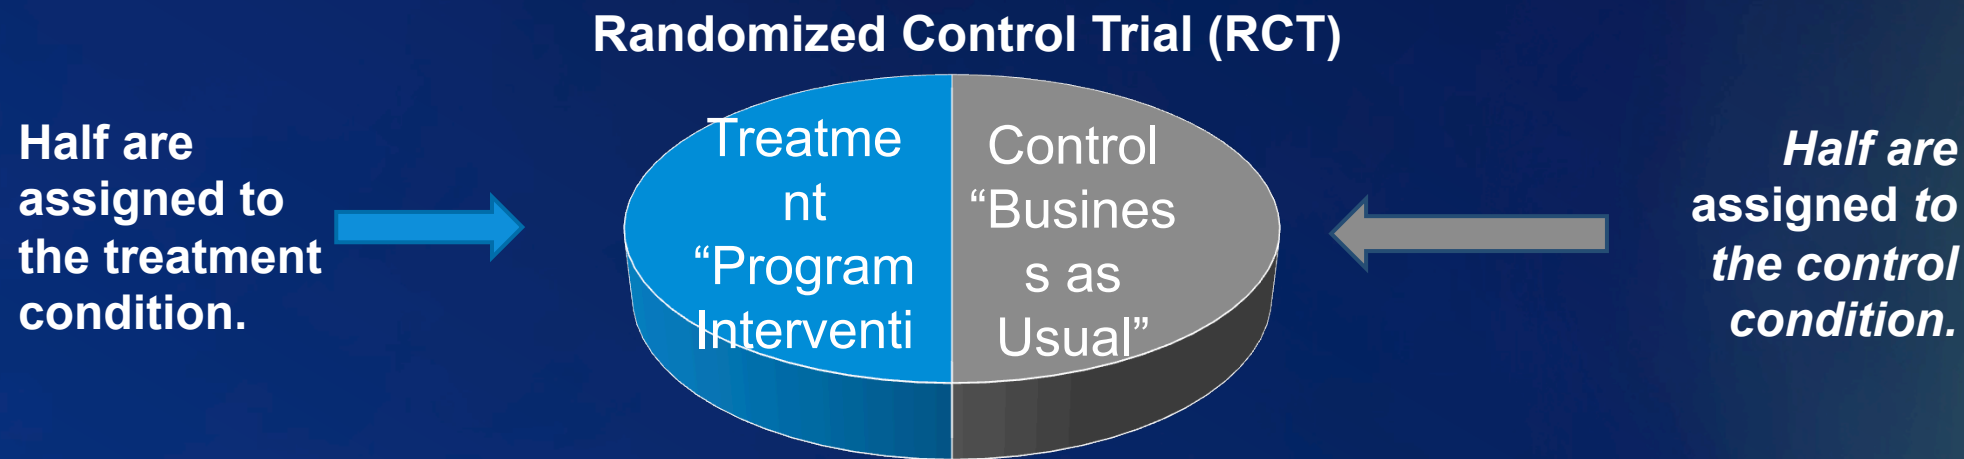 Randomized Control Trial (RCT)
Half are
assigned to
the treatment
condition.
Treatme
nt
“Program
Interventi
Control
“Busines
s as
Usual”
Half are
assigned to
the control
condition.